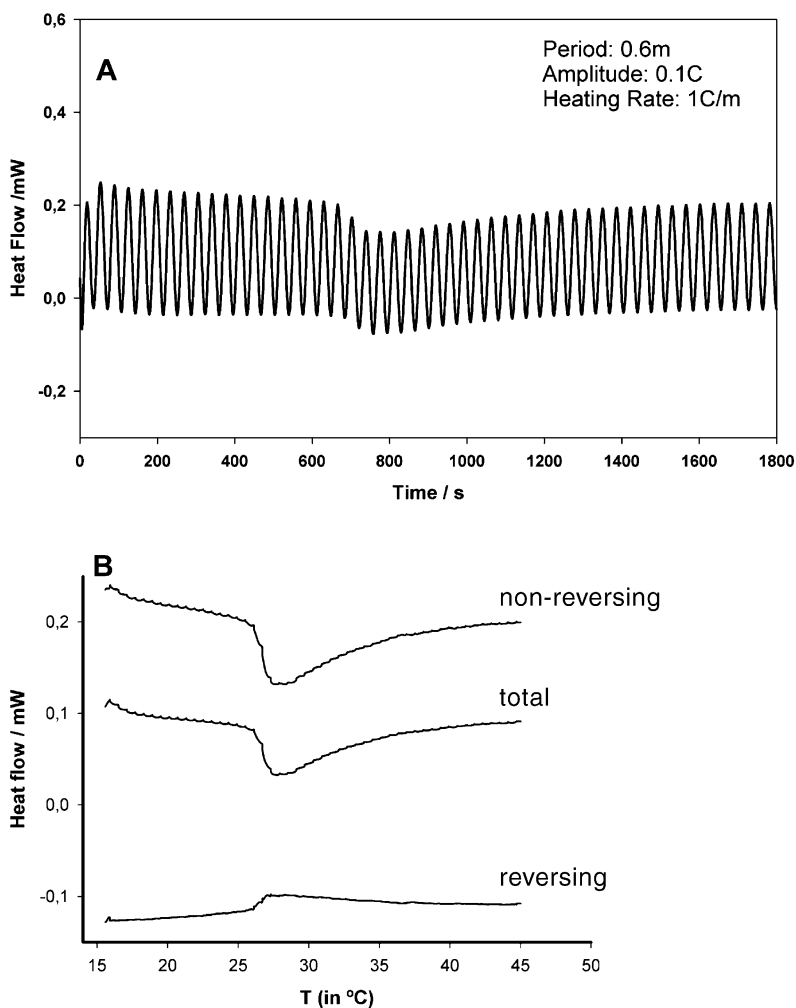 A
Period: 0.6m
Amplitude: 0.1C
Heating Rate: 1C/m
Heat Flow /mW
0,6
0,4
0,2
0,0
-0,2
0 200 400 600 800 1000 1200 1400 1600 1800
Time / s
B
non-reversing
total
reversing
Heat flow / mW
0,2
0,1
0,0
-0,1
15 20 25 30 35 40 45 50
T (in ºC)